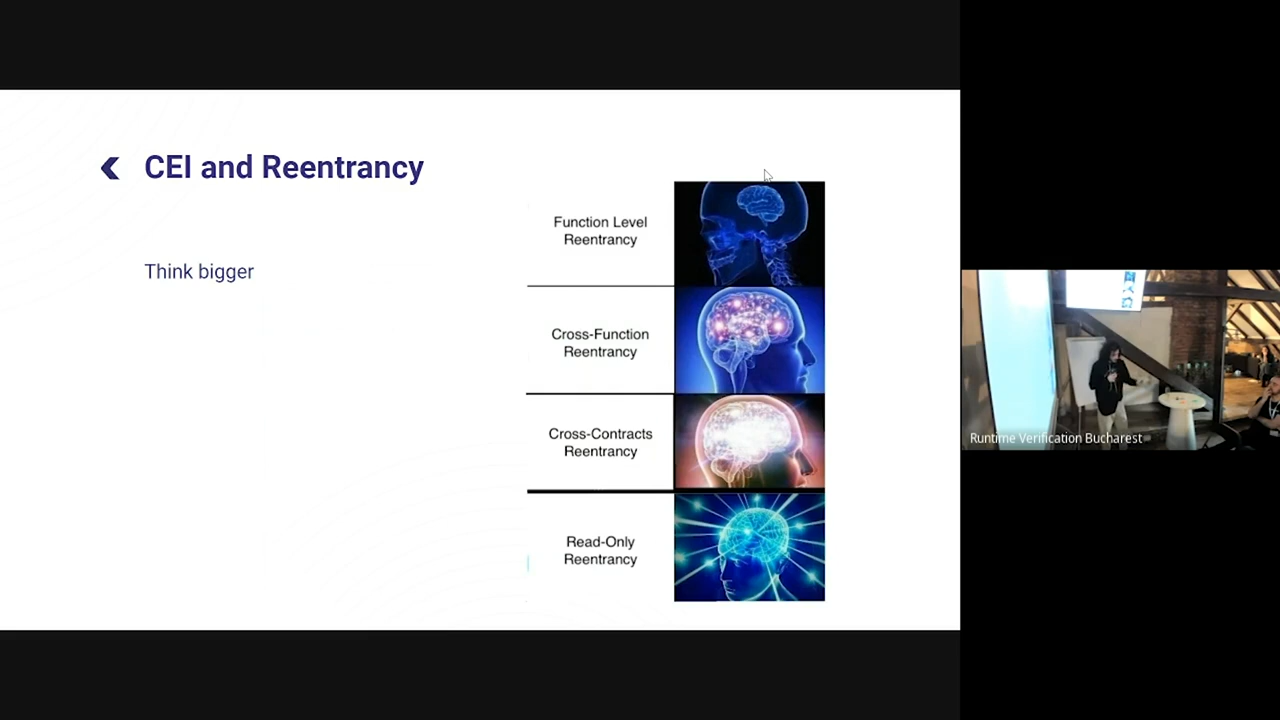 CEI and Reentrancy
Think bigger
Function Level
Reentrancy
Cross-Function
Reentrancy
Cross-Contracts
Reentrancy
Read-Only
Reentrancy
Runtime Verification Bucharest